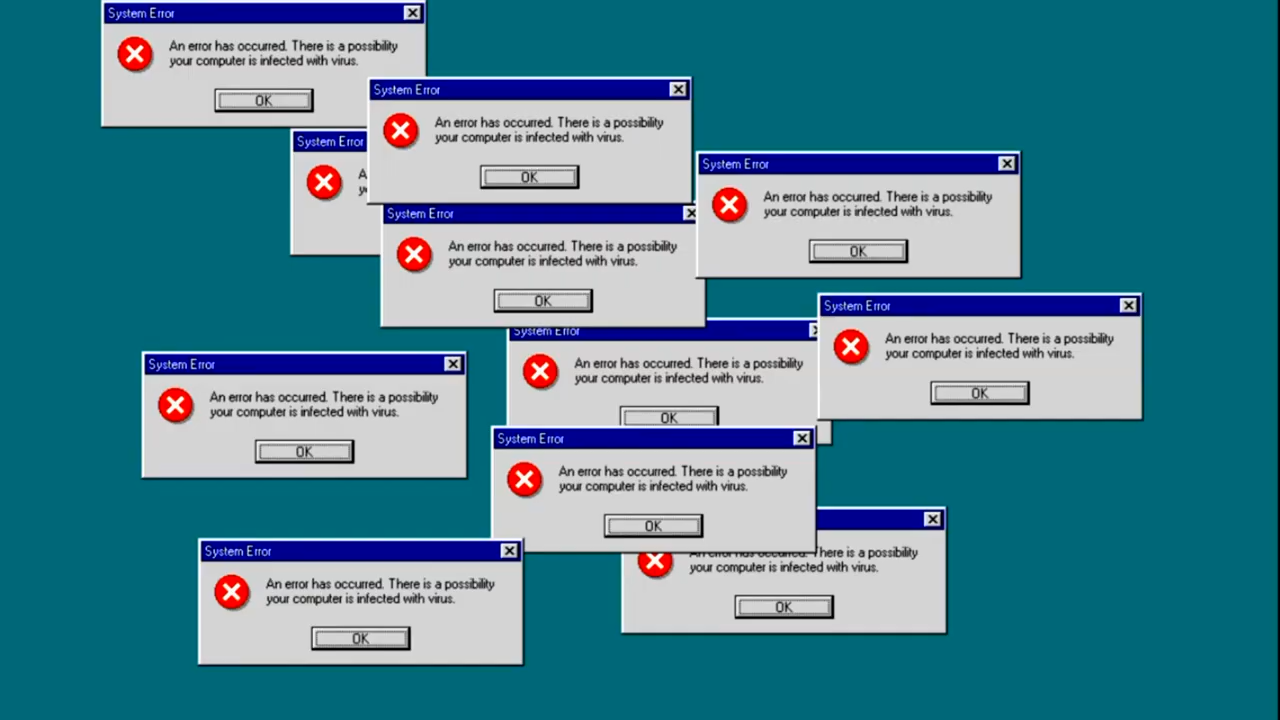 System Error
An error has occurred. There is a possibility
your computer is infected with virus.
OK
System Error
An error has occurred. There is a possibility
your computer is infected with virus.
OK
System Error
System Error
An error has occurred. There is a possibility
your computer is infected with virus.
OK
System Error
An error has occurred. There is a possibility
your computer is infected with virus.
OK
System Error
An error has occurred. There is a possibility
your computer is infected with virus.
OK
System Error
An error has occurred. There is a possibility
your computer is infected with virus.
OK
System Error
An error has occurred. There is a possibility
your computer is infected with virus.
OK
System Error
An error has occurred. There is a possibility
your computer is infected with virus.
OK
An error has occurred. There is a possibility
your computer is infected with virus.
OK
System Error
An error has occurred. There is a possibility
your computer is infected with virus.
OK